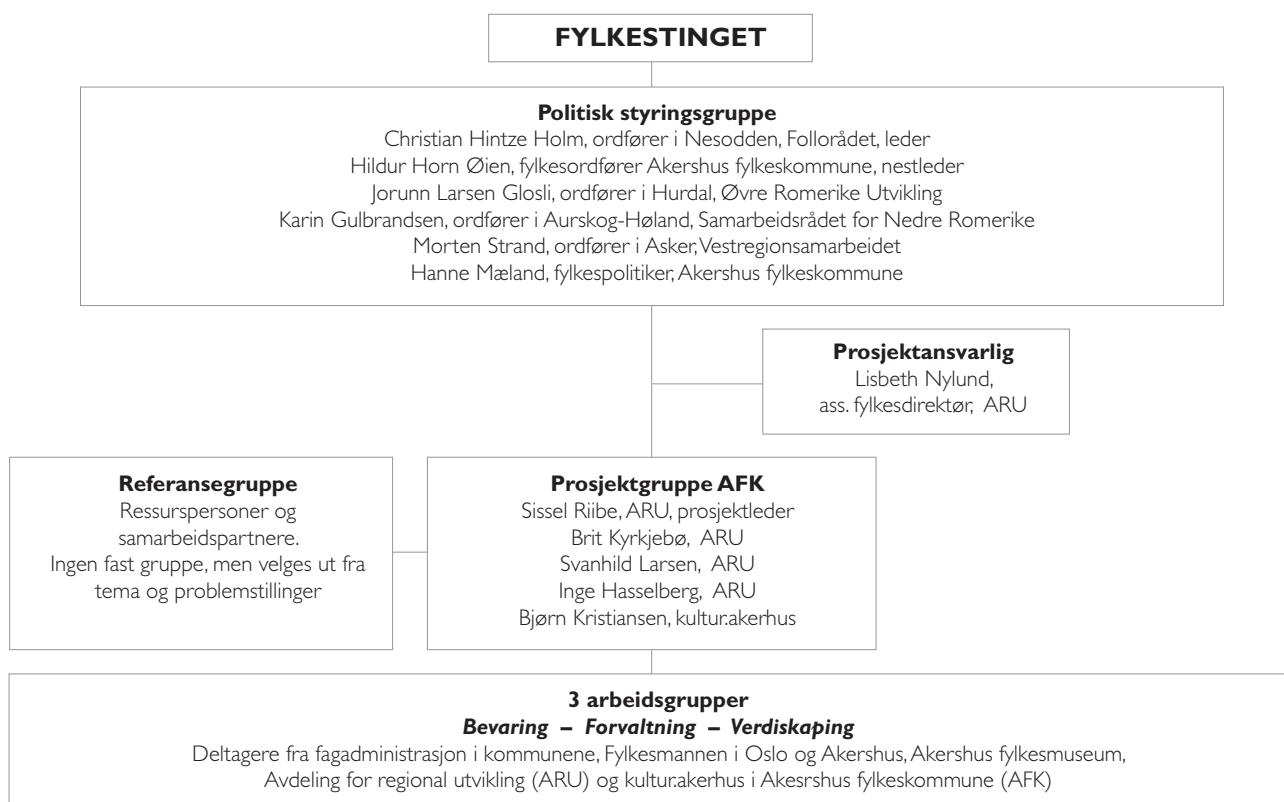 FYLKESTINGET
Politisk styringsgruppe
Christian Hintze Holm, ordfører i Nesodden, Follorådet, leder
Hildur Horn Øien, fylkesordfører Akershus fylkeskommune, nestleder
Jorunn Larsen Glosli, ordfører i Hurdal, Øvre Romerike Utvikling
Karin Gulbrandsen, ordfører i Aurskog-Høland, Samarbeidsrådet for Nedre Romerike
Morten Strand, ordfører i Asker, Vestregionsamarbeidet
Hanne Mæland, fylkespolitiker, Akershus fylkeskommune
Prosjektansvarlig
Lisbeth Nylund,
ass. fylkesdirektør, ARU
Referansegruppe
Ressurspersoner og
samarbeidspartnere.
Ingen fast gruppe, men velges ut fra
tema og problemstillinger
Prosjektgruppe AFK
Sissel Riibe, ARU, prosjektleder
Brit Kyrkjebø, ARU
Svanhild Larsen, ARU
Inge Hasselberg, ARU
Bjørn Kristiansen, kultur.akerhus
3 arbeidsgrupper
Bevaring – Forvaltning – Verdiskaping
Deltagere fra fagadministrasjon i kommunene, Fylkesmannen i Oslo og Akershus, Akershus fylkesmuseum,
Avdeling for regional utvikling (ARU) og kultur.akerhus i Akesrshus fylkeskommune (AFK)